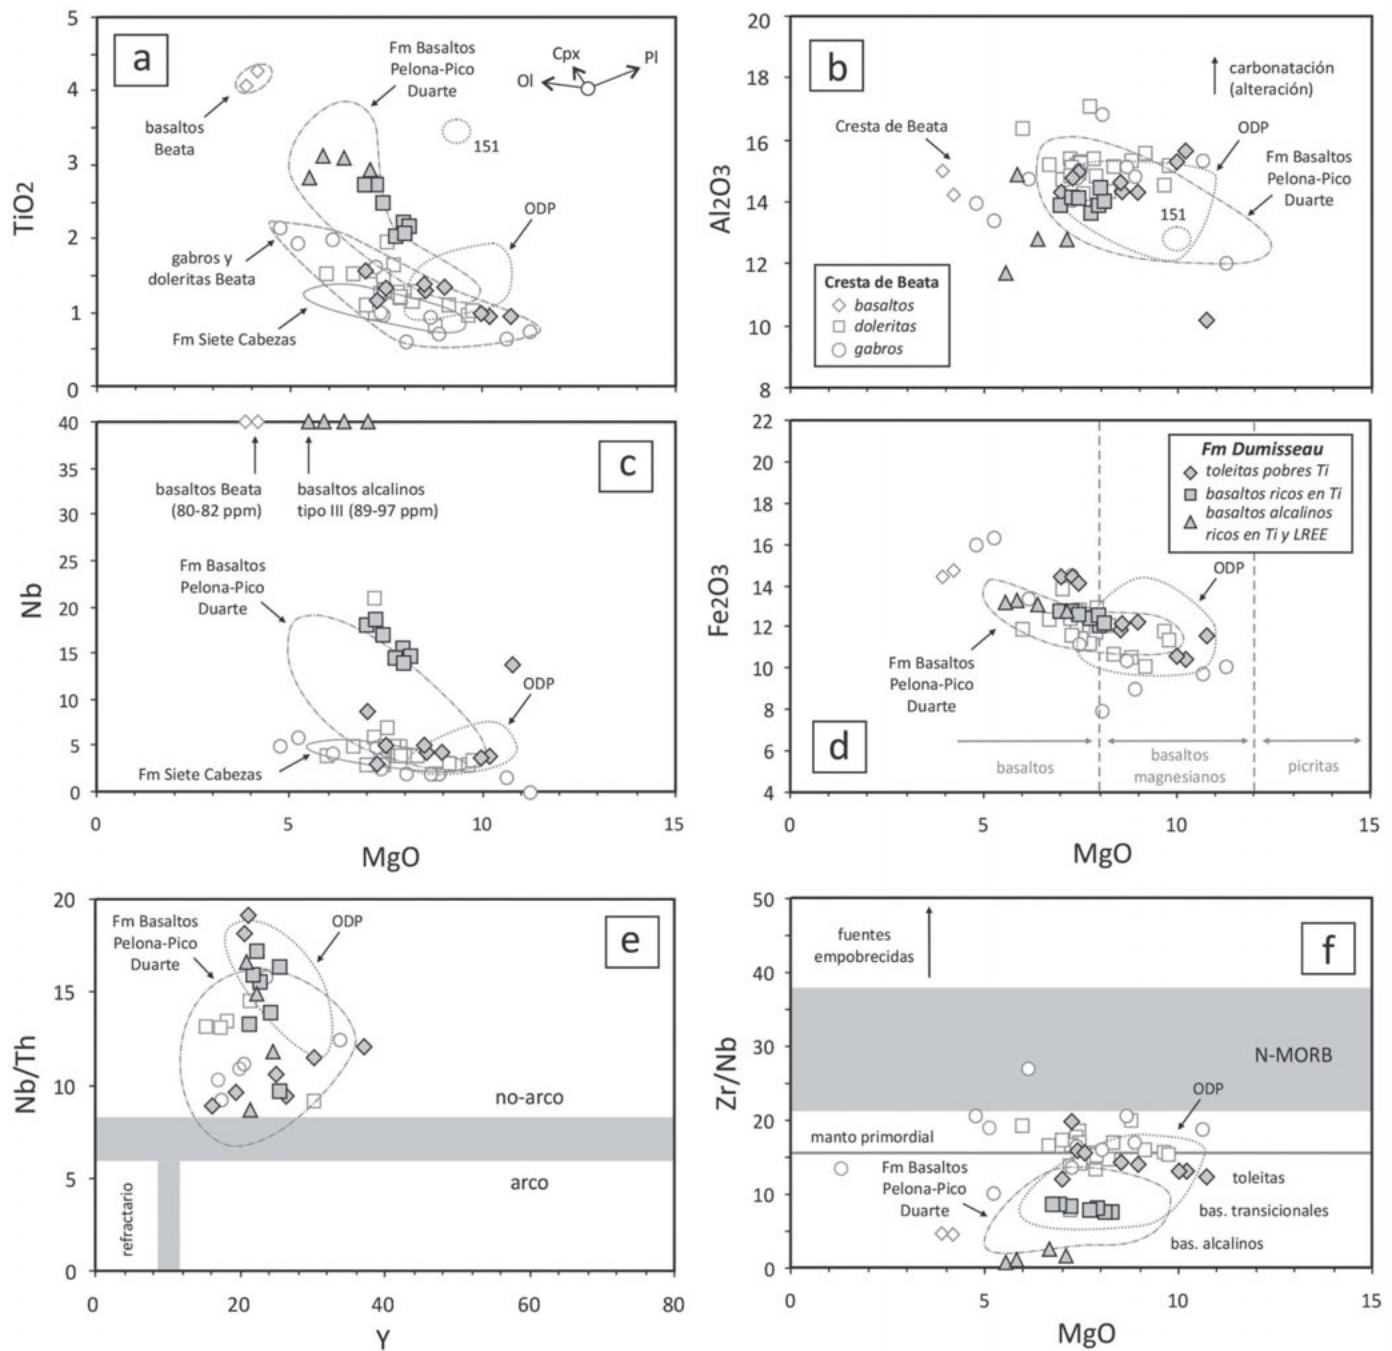 a
TiO2
5
4
3
2
1
0
Fm Basaltos
Pelona-Pico
Duarte
Cpx
Ol
Pl
basaltos
Beata
151
ODP
gabros y
doleritas Beata
Fm Siete Cabezas
b
Al2O3
20
18
16
14
12
10
8
carbonatación
(alteración)
Cresta de Beata
ODP
Fm Basaltos
Pelona-Pico
Duarte
151
Cresta de Beata
basaltos
doleritas
gabros
c
Nb
40
35
30
25
20
15
10
5
0
basaltos Beata
(80-82 ppm)
basaltos alcalinos
tipo III (89-97 ppm)
Fm Basaltos
Pelona-Pico
Duarte
ODP
Fm Siete Cabezas
0
5
10
15
MgO
d
Fe2O3
22
20
18
16
14
12
10
8
6
4
Fm Dumisseau
toleitas pobres Ti
basaltos ricos en Ti
basaltos alcalinos
ricos en Ti y LREE
ODP
Fm Basaltos
Pelona-Pico
Duarte
basaltos
basaltos
magnesianos
picritas
0
5
10
15
MgO
e
Nb/Th
20
15
10
5
0
Fm Basaltos
Pelona-Pico
Duarte
ODP
no-arco
arco
refractario
0
20
40
60
80
Y
f
Zr/Nb
50
40
30
20
10
0
fuentes
empobrecidas
N-MORB
ODP
manto primordial
Fm Basaltos
Pelona-Pico
Duarte
toleitas
bas. transicionales
bas. alcalinos
0
5
10
15
MgO